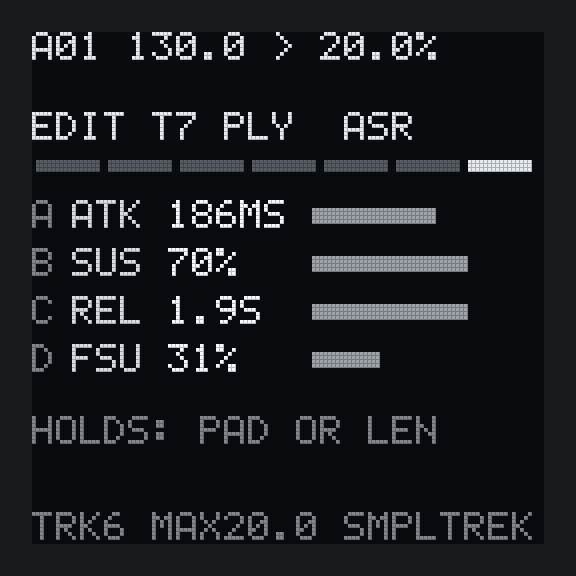 A01 130.0 > 20.0%
EDIT T7 PLY ASR
A ATK 186MS
B SUS 70%
C REL 1.9S
D FSU 31%
HOLDS: PAD OR LEN
TRK6 MAX20.0 SMPLTREK